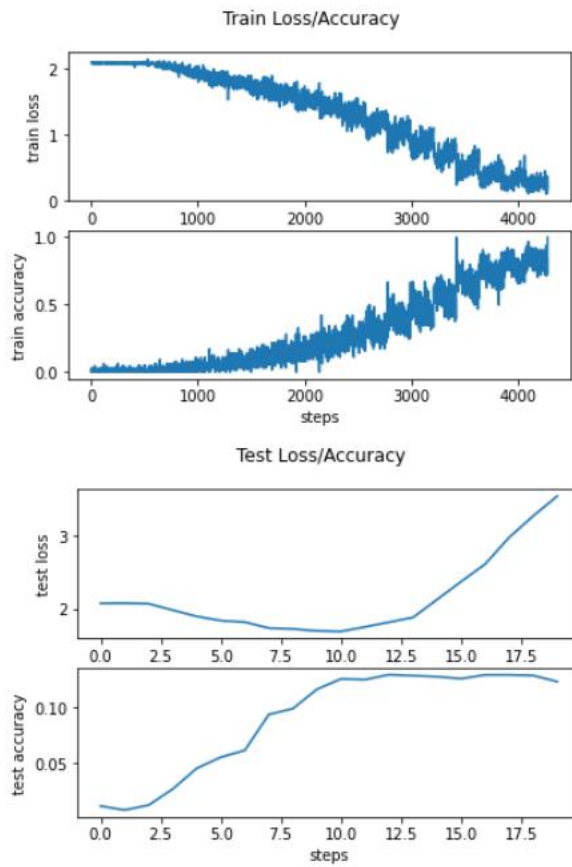 Train Loss/Accuracy
2
train loss
1
0
0 1000 2000 3000 4000
1.0
train accuracy
0.5
0.0
0 1000 2000 3000 4000
steps
Test Loss/Accuracy
3
test loss
2
0.0 2.5 5.0 7.5 10.0 12.5 15.0 17.5
0.10
test accuracy
0.05
0.0 2.5 5.0 7.5 10.0 12.5 15.0 17.5
steps